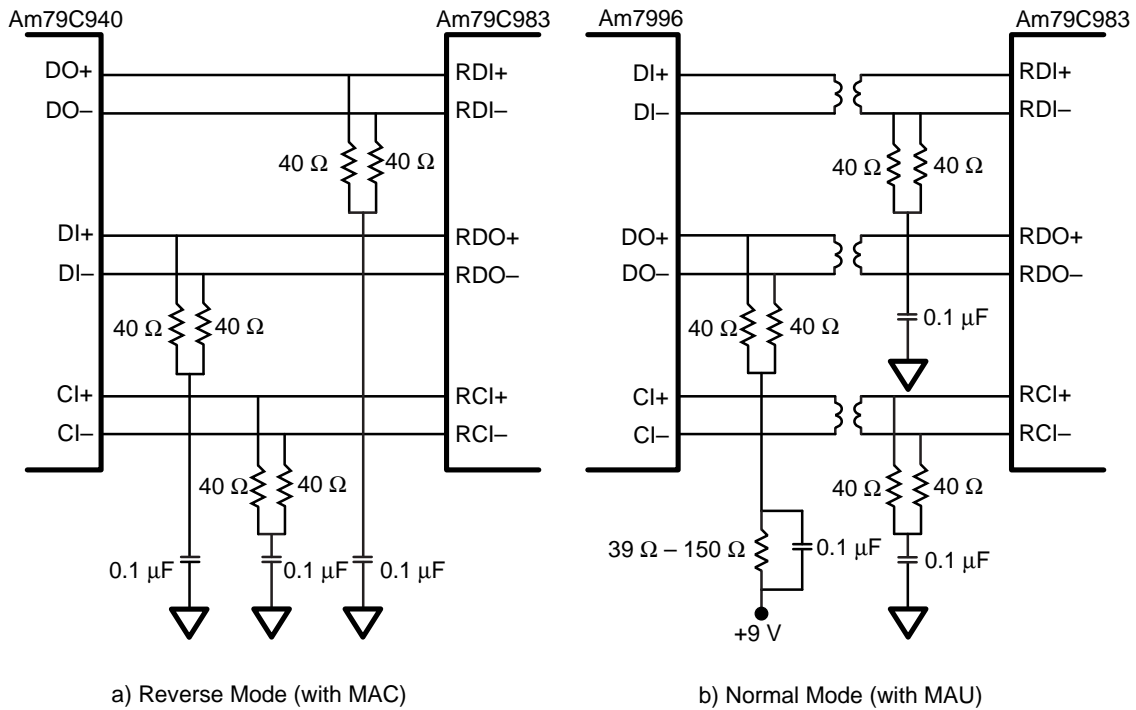 Am79C940
Am79C983
DO+
RDI+
DO–
RDI–
40 Ω
40 Ω
DI+
RDO+
DI–
RDO–
40 Ω
40 Ω
CI+
RCI+
CI–
RCI–
40 Ω
40 Ω
0.1 µF
0.1 µF
0.1 µF
a) Reverse Mode (with MAC)
Am7996
Am79C983
DI+
RDI+
DI–
RDI–
40 Ω
40 Ω
DO+
RDO+
DO–
RDO–
40 Ω
40 Ω
0.1 µF
CI+
RCI+
CI–
RCI–
40 Ω
40 Ω
39 Ω – 150 Ω
0.1 µF
0.1 µF
+9 V
b) Normal Mode (with MAU)